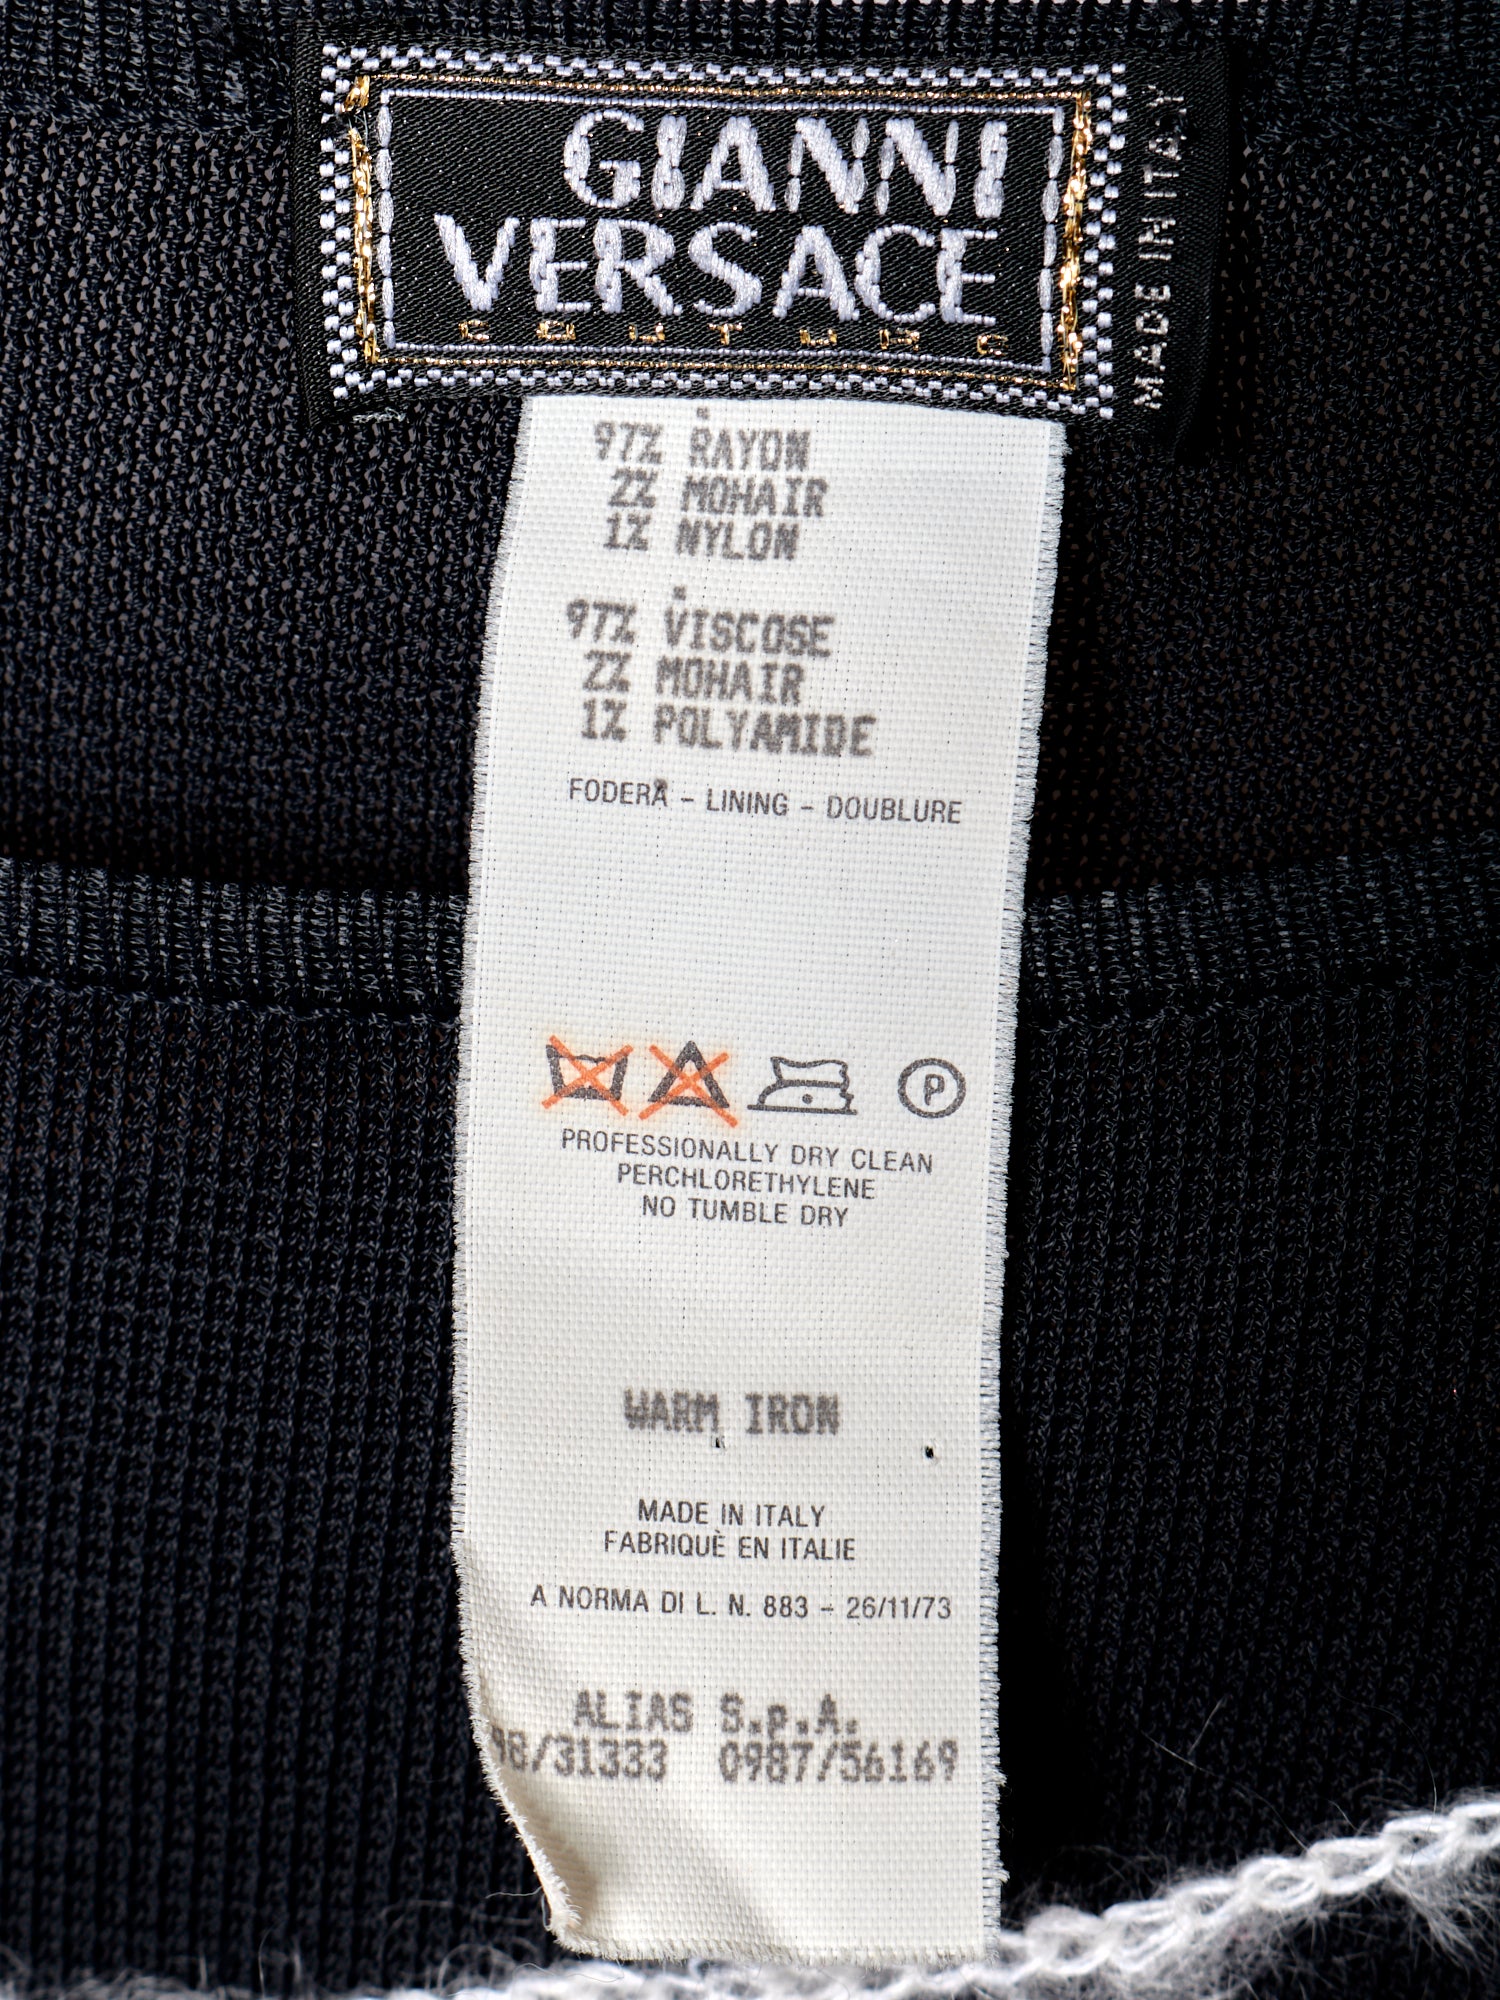 GIANNI
VERSACE
COUTURE
MADE IN ITALY
97% RAYON
2% MOHAIR
1% NYLON
97% VISCOSE
2% MOHAIR
1% POLYAMIDE
FODERA - LINING - DOUBLURE
P
PROFESSIONALLY DRY CLEAN
PERCHLORETHYLENE
NO TUMBLE DRY
WARM IRON
MADE IN ITALY
FABRIQUÈ EN ITALIE
A NORMA DI L. N. 883 - 26/11/73
ALIAS S.p.A.
98/31333 0987/56169